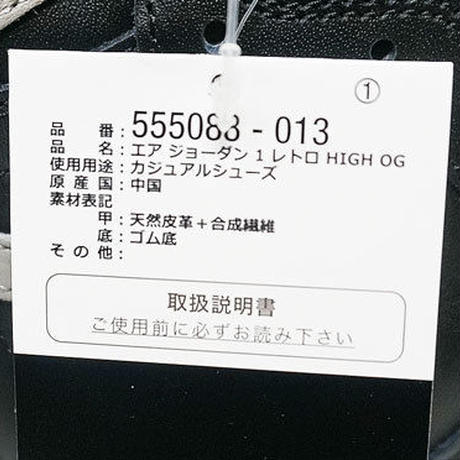 ①
品 番 : 555088 - 013
品 名 : エア ジョーダン 1 レトロ HIGH OG
使用用途 : カジュアルシューズ
原 産 国 : 中国
素材表記
甲 : 天然皮革＋合成繊維
底 : ゴム底
そ の 他 :
取扱説明書
ご使用前に必ずお読み下さい